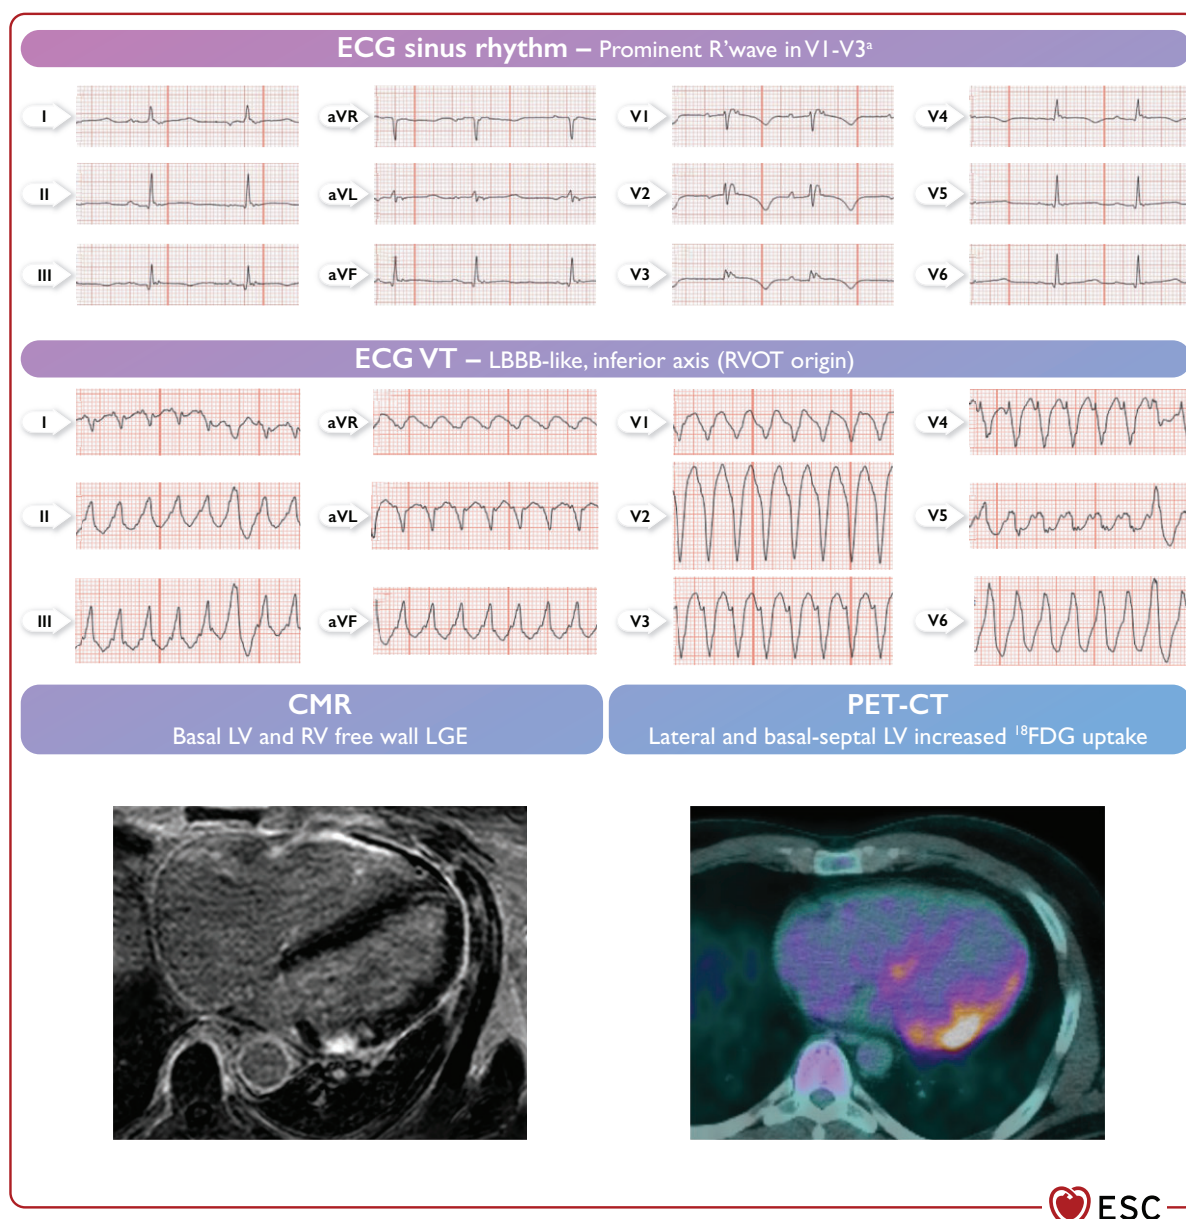 ECG sinus rhythm – Prominent R'wave in V1-V3ᵃ
I aVR V1 V4
II aVL V2 V5
III aVF V3 V6
ECG VT – LBBB-like, inferior axis (RVOT origin)
I aVR V1 V4
II aVL V2 V5
III aVF V3 V6
CMR
Basal LV and RV free wall LGE
PET-CT
Lateral and basal-septal LV increased ¹⁸FDG uptake
ESC